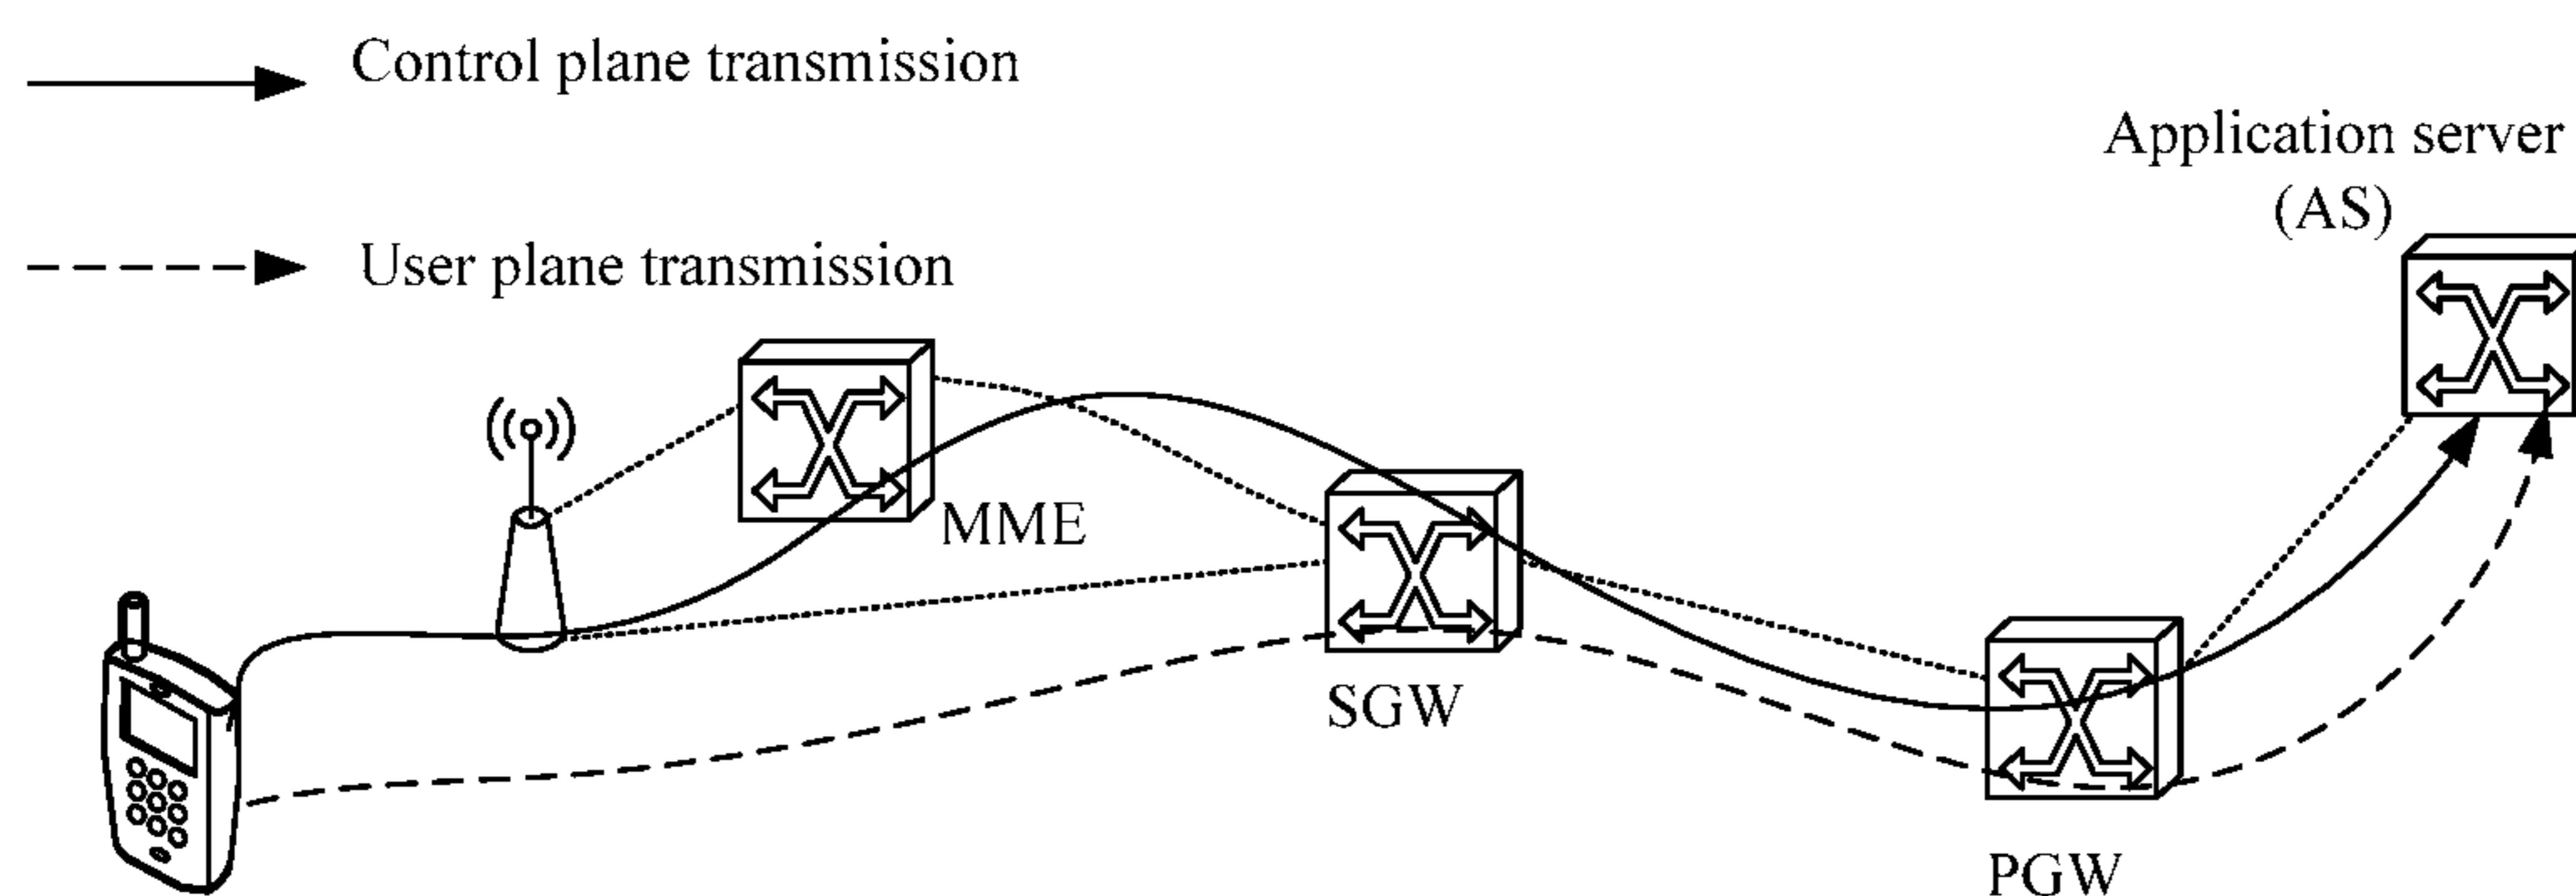 Control plane transmission
User plane transmission
Application server
(AS)
MME
SGW
PGW